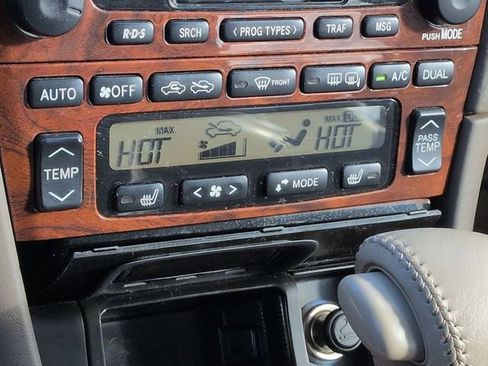 R·D·S SRCH ‹ PROG TYPES › TRAF MSG
PUSH MODE
AUTO OFF FRONT A/C DUAL
MAX MAX
HOT HOT
TEMP PASS TEMP
MODE